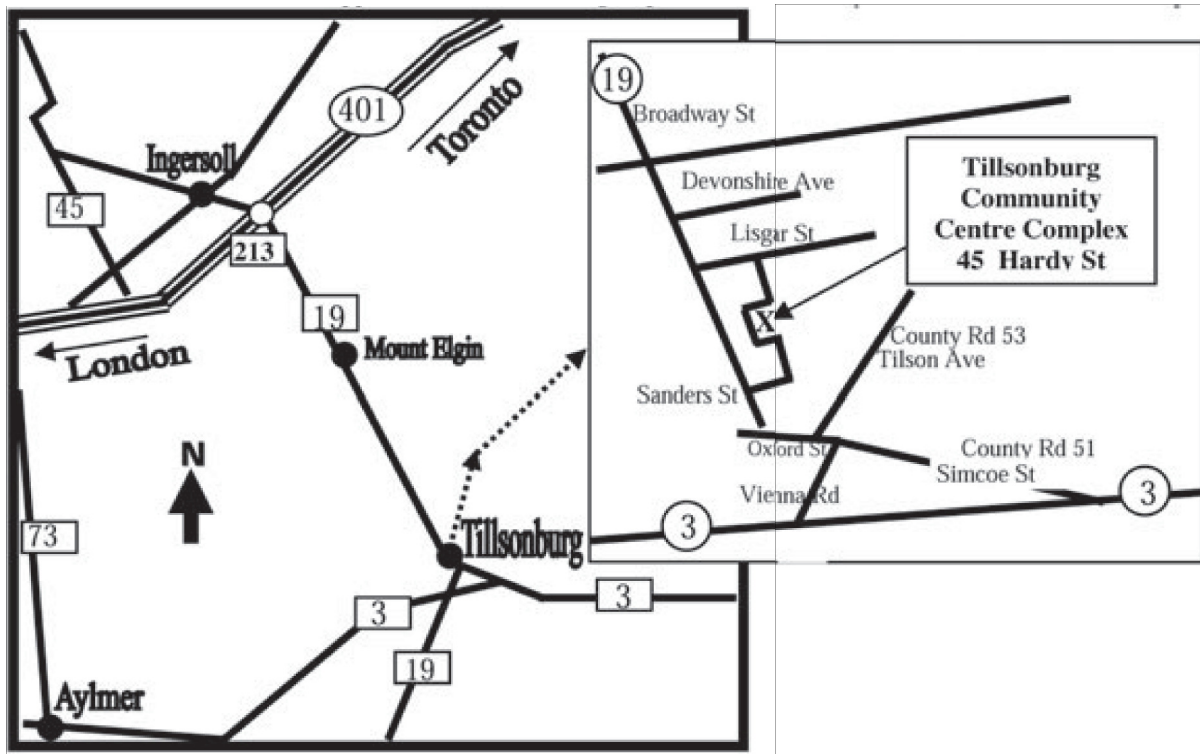 401
Toronto
Ingersoll
45
213
19
Mount Elgin
London
N
73
Tillsonburg
3
3
19
Aylmer
19
Broadway St
Devonshire Ave
Lisgar St
Tillsonburg
Community
Centre Complex
45 Hardy St
X
County Rd 53
Tilson Ave
Sanders St
Oxford St
County Rd 51
Simcoe St
Vienna Rd
3
3